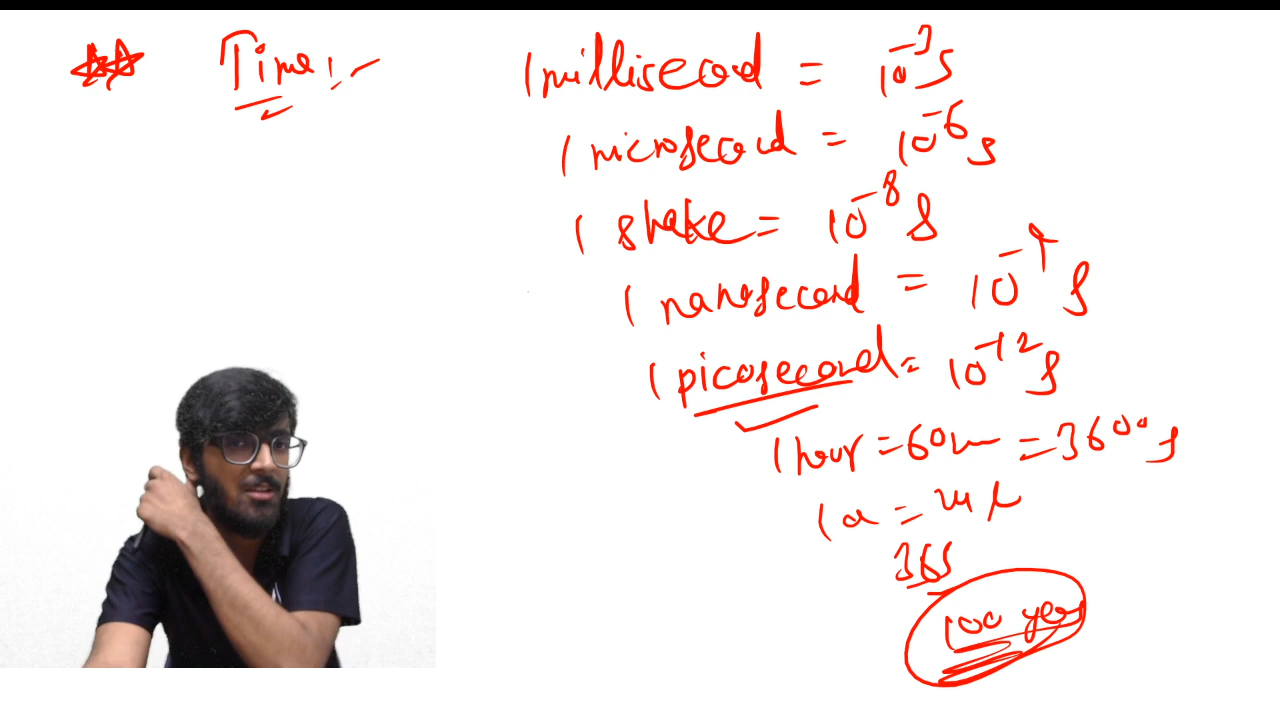 Time :-
1 millisecond = 10⁻³ s
1 microsecond = 10⁻⁶ s
1 shake = 10⁻⁸ s
1 nanosecond = 10⁻⁹ s
1 picosecond = 10⁻¹² s
1 hour = 60 m = 3600 s
1 d = 24 h
365
100 year